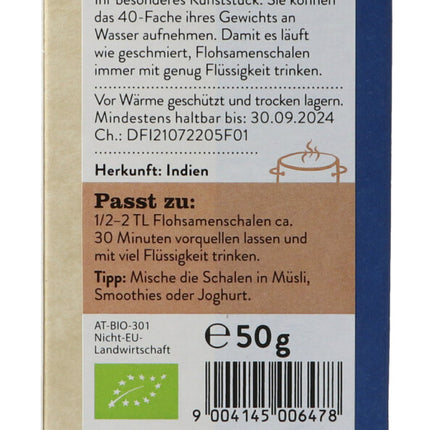 Ihr besonderes Kunststück: Sie können
das 40-Fache ihres Gewichts an
Wasser aufnehmen. Damit es läuft
wie geschmiert, Flohsamenschalen
immer mit genug Flüssigkeit trinken.
Vor Wärme geschützt und trocken lagern.
Mindestens haltbar bis: 30.09.2024
Ch.: DFI21072205F01
Herkunft: Indien
Passt zu:
1/2–2 TL Flohsamenschalen ca.
30 Minuten vorquellen lassen und
mit viel Flüssigkeit trinken.
Tipp: Mische die Schalen in Müsli,
Smoothies oder Joghurt.
AT-BIO-301
Nicht-EU-
Landwirtschaft
℮50g
9 004145 006478